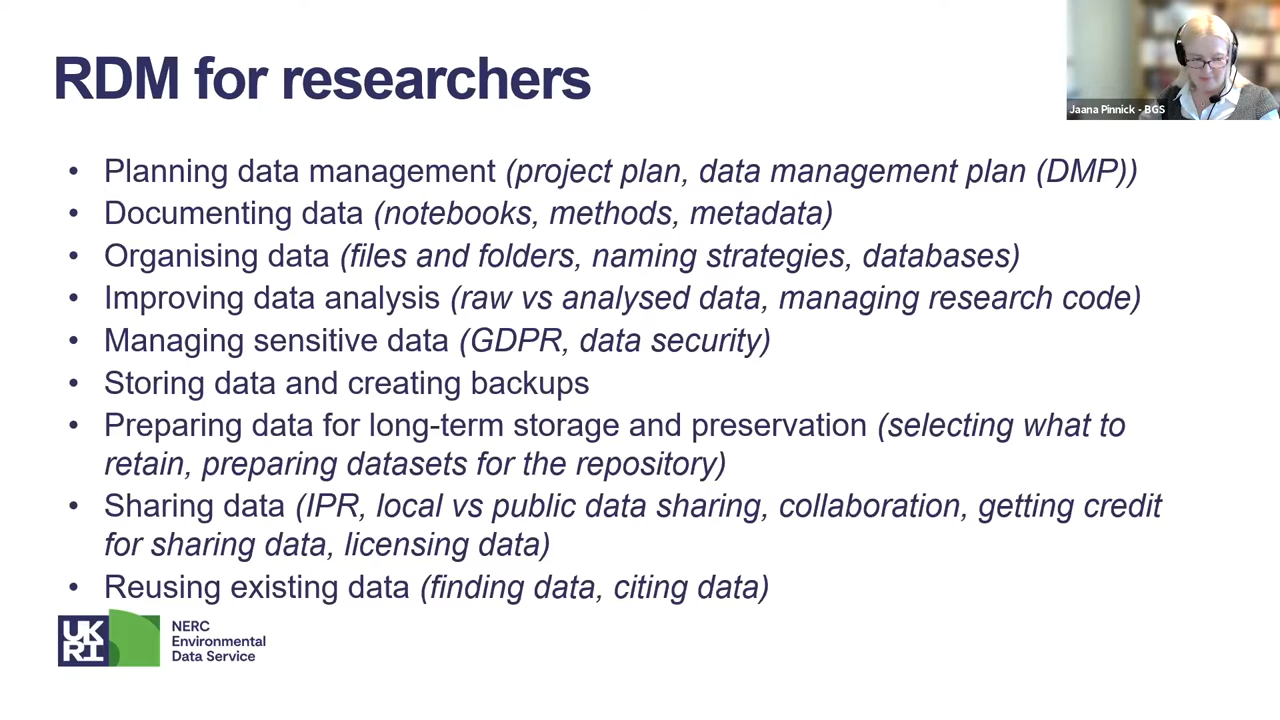 RDM for researchers
Jaana Pinnick - BGS
• Planning data management (project plan, data management plan (DMP))
• Documenting data (notebooks, methods, metadata)
• Organising data (files and folders, naming strategies, databases)
• Improving data analysis (raw vs analysed data, managing research code)
• Managing sensitive data (GDPR, data security)
• Storing data and creating backups
• Preparing data for long-term storage and preservation (selecting what to
retain, preparing datasets for the repository)
• Sharing data (IPR, local vs public data sharing, collaboration, getting credit
for sharing data, licensing data)
• Reusing existing data (finding data, citing data)
UK
RI
NERC
Environmental
Data Service